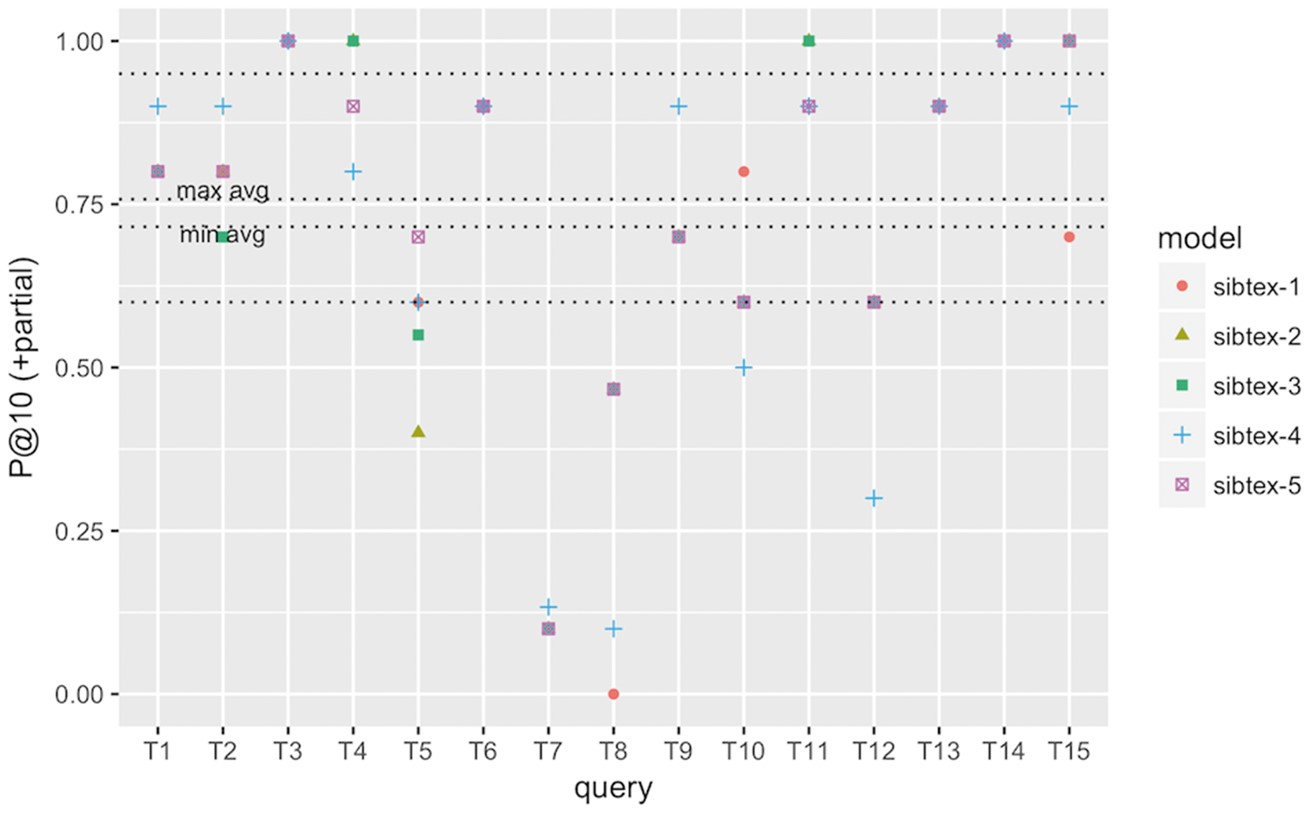 P@10 (+partial)
1.00
0.75
0.50
0.25
0.00
max avg
min avg
T1 T2 T3 T4 T5 T6 T7 T8 T9 T10 T11 T12 T13 T14 T15
query
model
sibtex-1
sibtex-2
sibtex-3
sibtex-4
sibtex-5